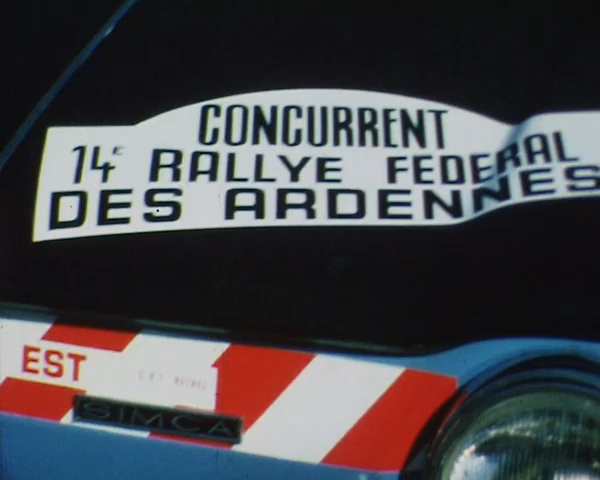 CONCURRENT
14E RALLYE FEDERAL
DES ARDENNES
EST
SIMCA